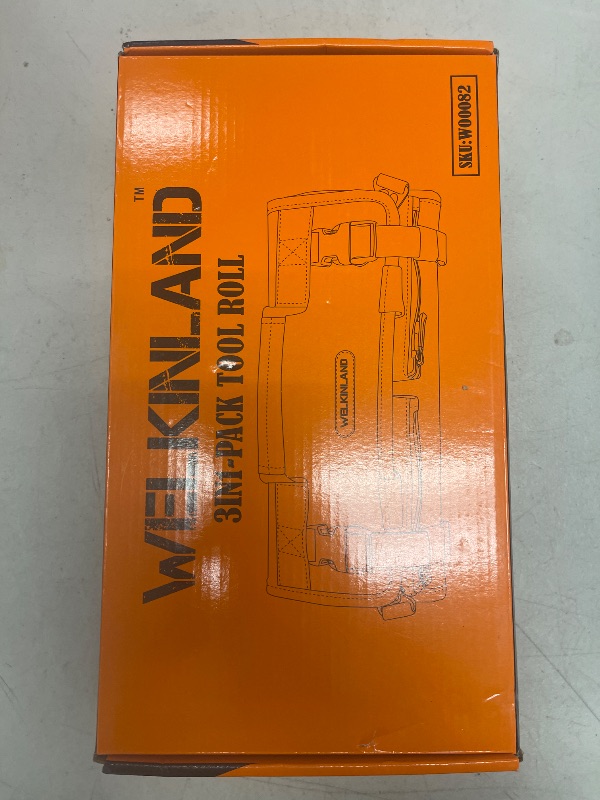 WELKINLAND™
3IN1-PACK TOOL ROLL
WELKINLAND
SKU:W00082